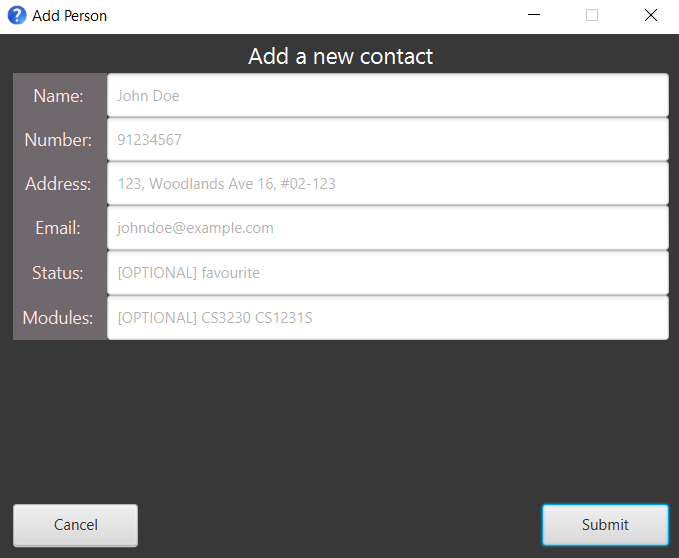 Add Person
Add a new contact
Name: John Doe
Number: 91234567
Address: 123, Woodlands Ave 16, #02-123
Email: johndoe@example.com
Status: [OPTIONAL] favourite
Modules: [OPTIONAL] CS3230 CS1231S
Cancel Submit